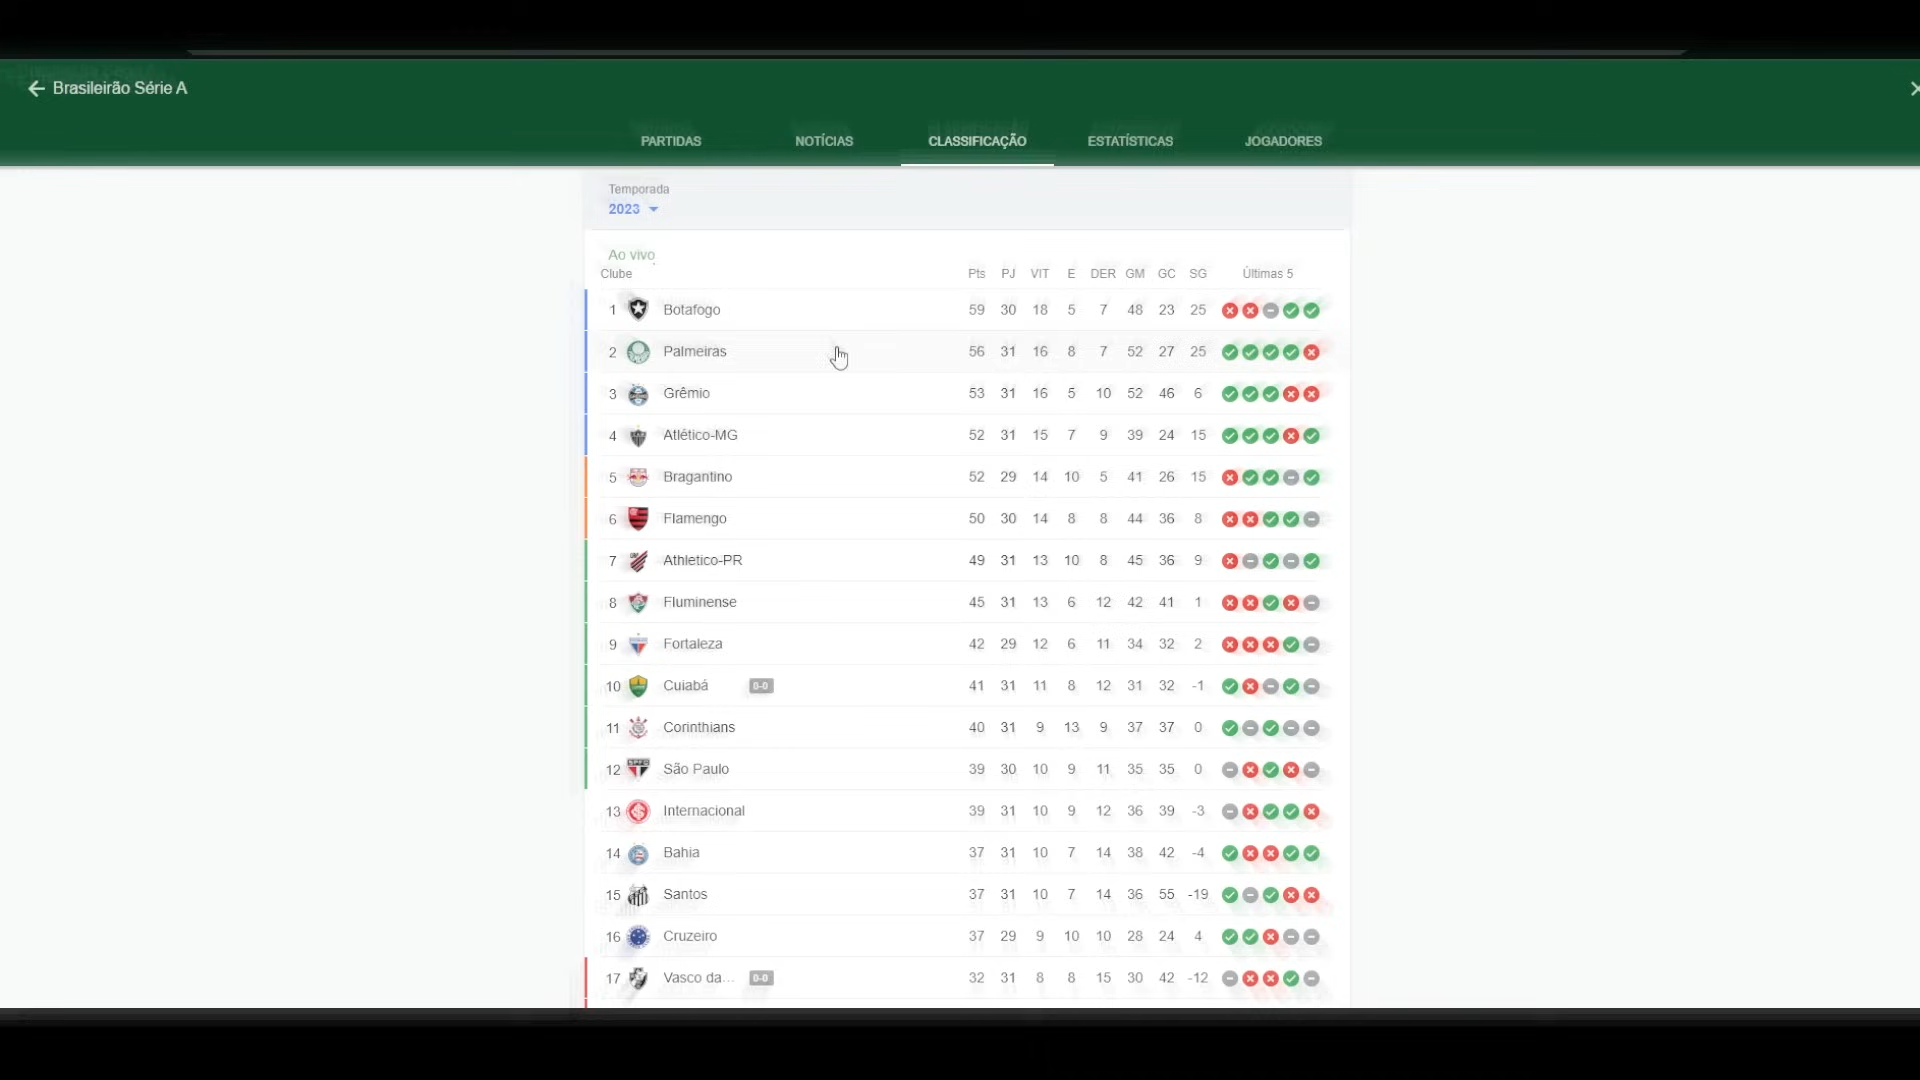 Brasileirão Série A
PARTIDAS NOTÍCIAS CLASSIFICAÇÃO ESTATÍSTICAS JOGADORES
Temporada
2023
Ao vivo
Clube Pts PJ VIT E DER GM GC SG Últimas 5
1 Botafogo 59 30 18 5 7 48 23 25
2 Palmeiras 56 31 16 8 7 52 27 25
3 Grêmio 53 31 16 5 10 52 46 6
4 Atlético-MG 52 31 15 7 9 39 24 15
5 Bragantino 52 29 14 10 5 41 26 15
6 Flamengo 50 30 14 8 8 44 36 8
7 Athletico-PR 49 31 13 10 8 45 36 9
8 Fluminense 45 31 13 6 12 42 41 1
9 Fortaleza 42 29 12 6 11 34 32 2
10 Cuiabá 0-0 41 31 11 8 12 31 32 -1
11 Corinthians 40 31 9 13 9 37 37 0
12 São Paulo 39 30 10 9 11 35 35 0
13 Internacional 39 31 10 9 12 36 39 -3
14 Bahia 37 31 10 7 14 38 42 -4
15 Santos 37 31 10 7 14 36 55 -19
16 Cruzeiro 37 29 9 10 10 28 24 4
17 Vasco da... 0-0 32 31 8 8 15 30 42 -12